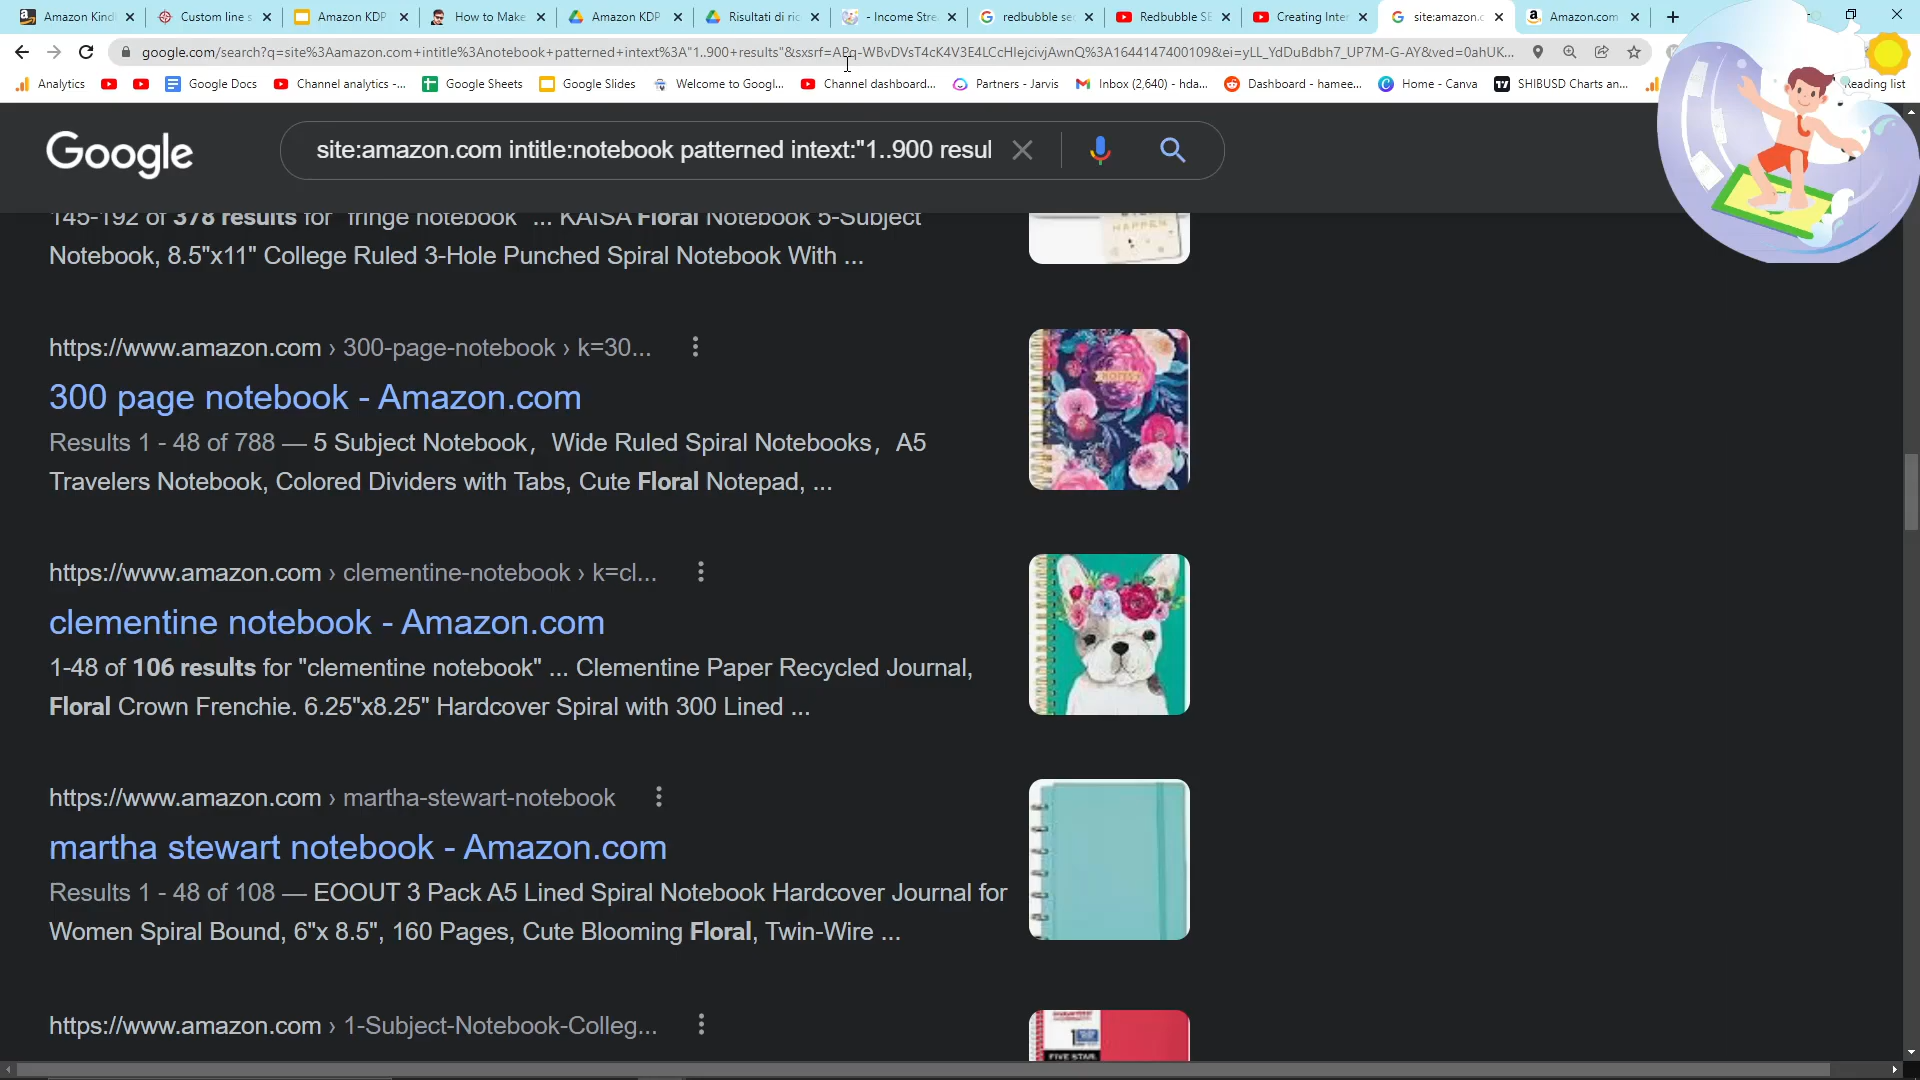 Amazon Kindl
Custom line s
Amazon KDP
How to Make
Amazon KDP
Risultati di ric
- Income Stre
redbubble se
Redbubble SE
Creating Inter
site:amazon.c
Amazon.com
google.com/search?q=site%3Aamazon.com+intitle%3Anotebook+patterned+intext%3A"1..900+results"&sxsrf=APq-WBvDVsT4cK4V3E4LCcHlejcivjAwnQ%3A1644147400109&ei=yLL_YdDuBdbh7_UP7M-G-AY&ved=0ahUK...
Analytics
Google Docs
Channel analytics -...
Google Sheets
Google Slides
Welcome to Googl...
Channel dashboard...
Partners - Jarvis
Inbox (2,640) - hda...
Dashboard - hamee...
Home - Canva
SHIBUSD Charts an...
Reading list
Google
site:amazon.com intitle:notebook patterned intext:"1..900 resul
145-192 of 378 results for "fringe notebook" ... KAISA Floral Notebook 5-Subject
Notebook, 8.5"x11" College Ruled 3-Hole Punched Spiral Notebook With ...
HAPPEN
https://www.amazon.com › 300-page-notebook › k=30...
300 page notebook - Amazon.com
Results 1 - 48 of 788 — 5 Subject Notebook，Wide Ruled Spiral Notebooks，A5
Travelers Notebook, Colored Dividers with Tabs, Cute Floral Notepad, ...
NOTES
https://www.amazon.com › clementine-notebook › k=cl...
clementine notebook - Amazon.com
1-48 of 106 results for "clementine notebook" ... Clementine Paper Recycled Journal,
Floral Crown Frenchie. 6.25"x8.25" Hardcover Spiral with 300 Lined ...
https://www.amazon.com › martha-stewart-notebook
martha stewart notebook - Amazon.com
Results 1 - 48 of 108 — EOOUT 3 Pack A5 Lined Spiral Notebook Hardcover Journal for
Women Spiral Bound, 6"x 8.5", 160 Pages, Cute Blooming Floral, Twin-Wire ...
https://www.amazon.com › 1-Subject-Notebook-Colleg...
FIVE STAR